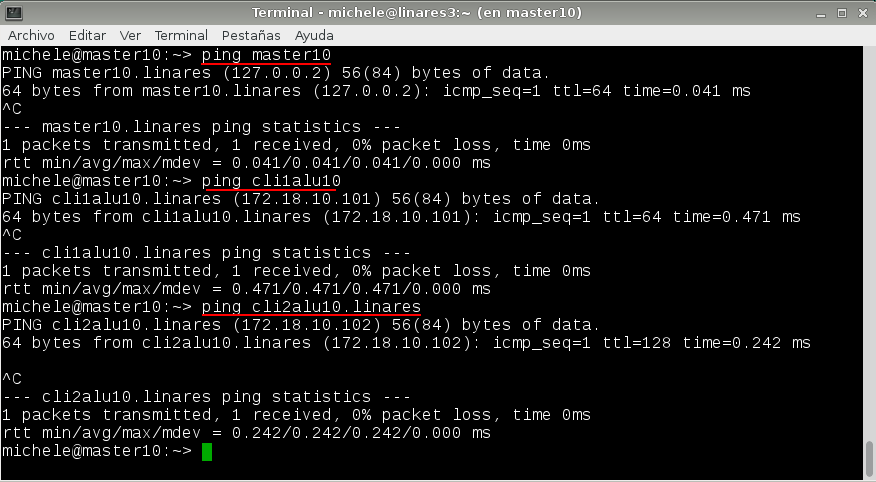 Terminal - michele@linares3:~ (en master10)
Archivo Editar Ver Terminal Pestañas Ayuda
michele@master10:~> ping master10
PING master10.linares (127.0.0.2) 56(84) bytes of data.
64 bytes from master10.linares (127.0.0.2): icmp_seq=1 ttl=64 time=0.041 ms
^C
--- master10.linares ping statistics ---
1 packets transmitted, 1 received, 0% packet loss, time 0ms
rtt min/avg/max/mdev = 0.041/0.041/0.041/0.000 ms
michele@master10:~> ping cli1alu10
PING cli1alu10.linares (172.18.10.101) 56(84) bytes of data.
64 bytes from cli1alu10.linares (172.18.10.101): icmp_seq=1 ttl=64 time=0.471 ms
^C
--- cli1alu10.linares ping statistics ---
1 packets transmitted, 1 received, 0% packet loss, time 0ms
rtt min/avg/max/mdev = 0.471/0.471/0.471/0.000 ms
michele@master10:~> ping cli2alu10.linares
PING cli2alu10.linares (172.18.10.102) 56(84) bytes of data.
64 bytes from cli2alu10.linares (172.18.10.102): icmp_seq=1 ttl=128 time=0.242 ms
^C
--- cli2alu10.linares ping statistics ---
1 packets transmitted, 1 received, 0% packet loss, time 0ms
rtt min/avg/max/mdev = 0.242/0.242/0.242/0.000 ms
michele@master10:~>